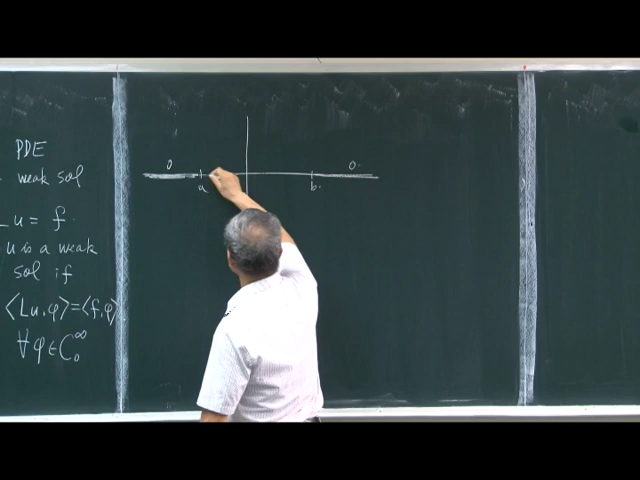 PDE
weak sol
Lu = f.
u is a weak
sol if
⟨Lu,φ⟩=⟨f,φ⟩
∀φ∈C₀^∞
0 0.
a b.